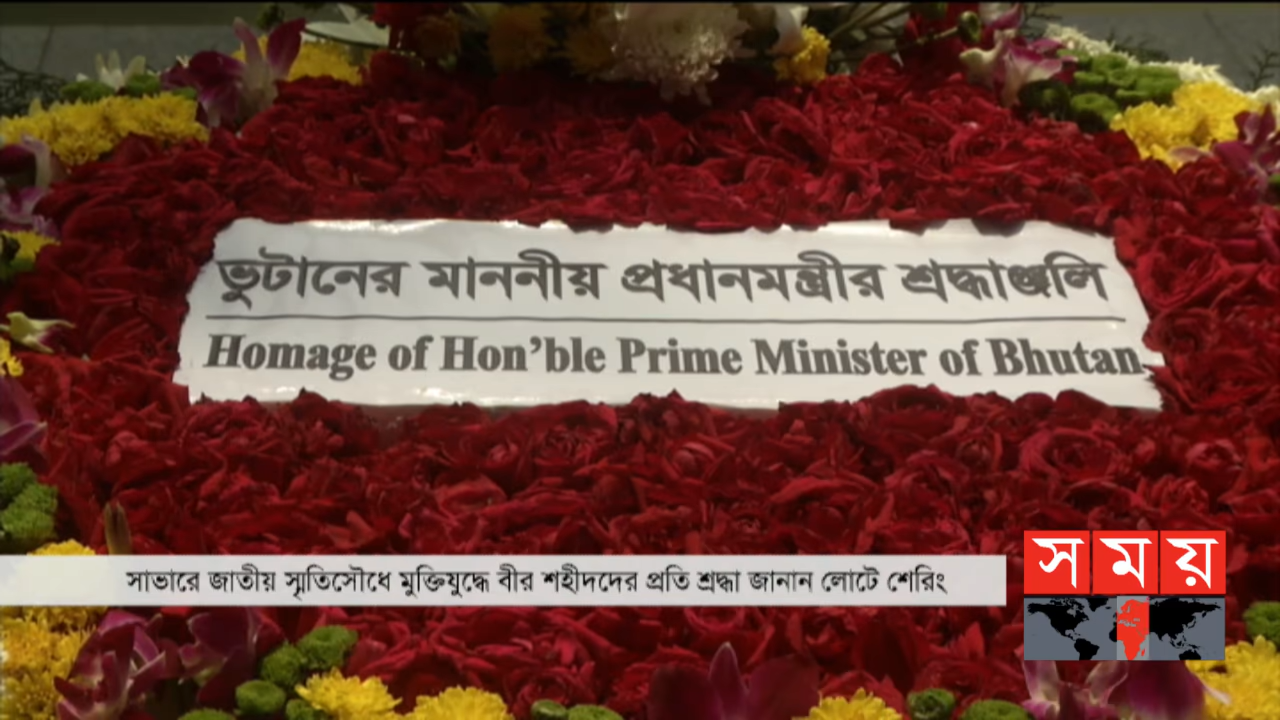 ভুটানের মাননীয় প্রধানমন্ত্রীর শ্রদ্ধাঞ্জলি
Homage of Hon'ble Prime Minister of Bhutan
সাভারে জাতীয় স্মৃতিসৌধে মুক্তিযুদ্ধে বীর শহীদদের প্রতি শ্রদ্ধা জানান লোটে শেরিং
সময়